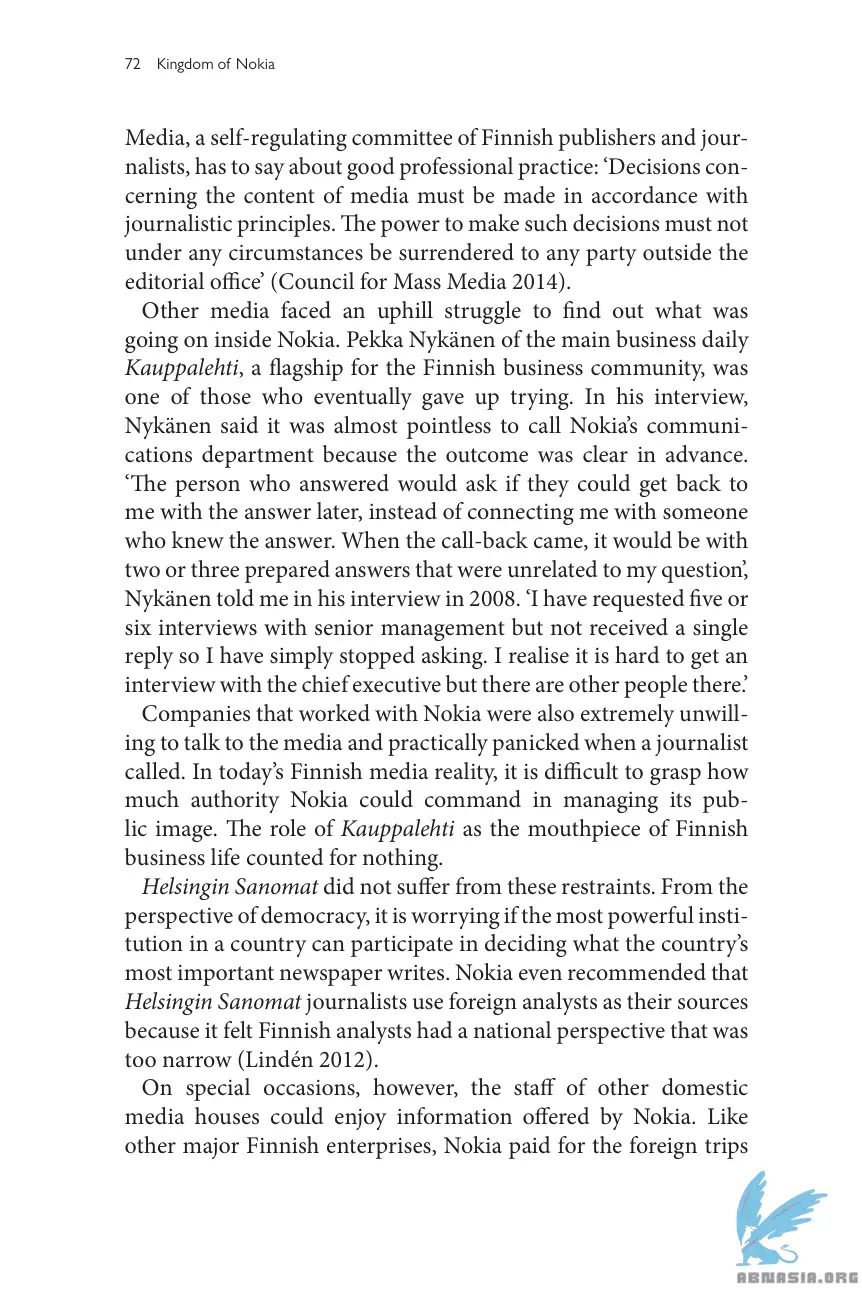 72 Kingdom of Nokia
Media, a self-regulating committee of Finnish publishers and jour-
nalists, has to say about good professional practice: ‘Decisions con-
cerning the content of media must be made in accordance with
journalistic principles. The power to make such decisions must not
under any circumstances be surrendered to any party outside the
editorial office’ (Council for Mass Media 2014).
Other media faced an uphill struggle to find out what was
going on inside Nokia. Pekka Nykänen of the main business daily
Kauppalehti, a flagship for the Finnish business community, was
one of those who eventually gave up trying. In his interview,
Nykänen said it was almost pointless to call Nokia’s communi-
cations department because the outcome was clear in advance.
‘The person who answered would ask if they could get back to
me with the answer later, instead of connecting me with someone
who knew the answer. When the call-back came, it would be with
two or three prepared answers that were unrelated to my question’,
Nykänen told me in his interview in 2008. ‘I have requested five or
six interviews with senior management but not received a single
reply so I have simply stopped asking. I realise it is hard to get an
interview with the chief executive but there are other people there.’
Companies that worked with Nokia were also extremely unwill-
ing to talk to the media and practically panicked when a journalist
called. In today’s Finnish media reality, it is difficult to grasp how
much authority Nokia could command in managing its pub-
lic image. The role of Kauppalehti as the mouthpiece of Finnish
business life counted for nothing.
Helsingin Sanomat did not suffer from these restraints. From the
perspective of democracy, it is worrying if the most powerful insti-
tution in a country can participate in deciding what the country’s
most important newspaper writes. Nokia even recommended that
Helsingin Sanomat journalists use foreign analysts as their sources
because it felt Finnish analysts had a national perspective that was
too narrow (Lindén 2012).
On special occasions, however, the staff of other domestic
media houses could enjoy information offered by Nokia. Like
other major Finnish enterprises, Nokia paid for the foreign trips
ABNASIA.ORG